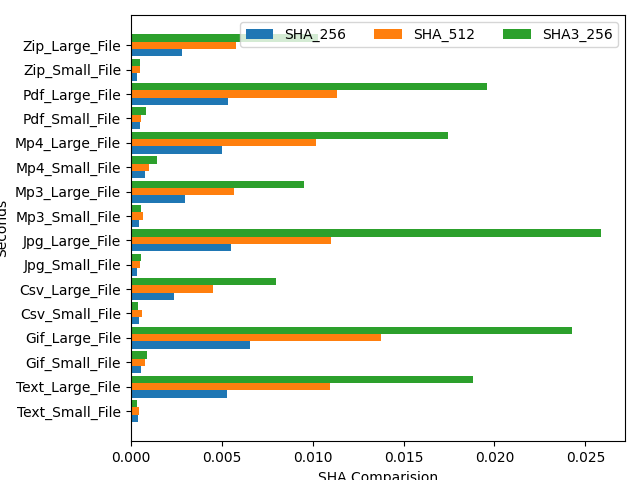 SHA_256 SHA_512 SHA3_256
Zip_Large_File
Zip_Small_File
Pdf_Large_File
Pdf_Small_File
Mp4_Large_File
Mp4_Small_File
Mp3_Large_File
Mp3_Small_File
Seconds
Jpg_Large_File
Jpg_Small_File
Csv_Large_File
Csv_Small_File
Gif_Large_File
Gif_Small_File
Text_Large_File
Text_Small_File
0.000 0.005 0.010 0.015 0.020 0.025
SHA Comparision